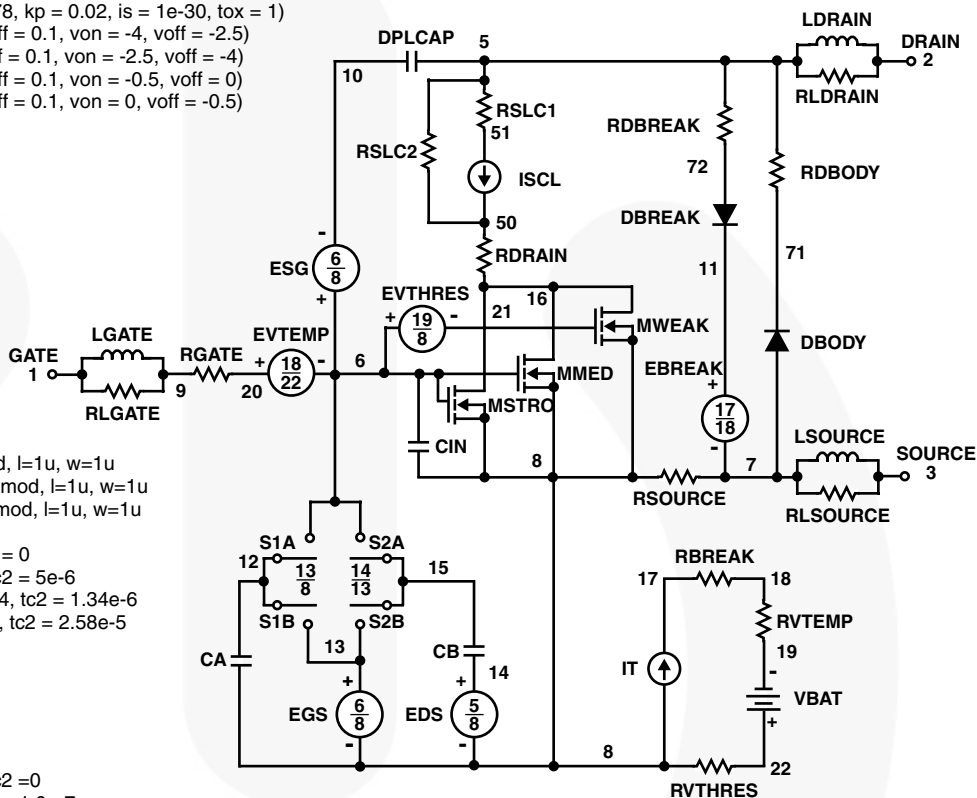 78, kp = 0.02, is = 1e-30, tox = 1)
ff = 0.1, von = -4, voff = -2.5)
f = 0.1, von = -2.5, voff = -4)
ff = 0.1, von = -0.5, voff = 0)
ff = 0.1, von = 0, voff = -0.5)
LDRAIN
DPLCAP 5
DRAIN
2
10
RLDRAIN
RSLC1
51
RDBREAK
RSLC2
72
RDBODY
ISCL
DBREAK
50
RDRAIN
71
11
-
ESG 6/8
+
EVTHRES
+ 19/8 -
16
21
MWEAK
LGATE
EVTEMP
GATE
1
RGATE
+ 18/22 -
6
EBREAK
DBODY
MMED
9
20
+
17/18
-
RLGATE
MSTRO
CIN
LSOURCE
SOURCE
3
8
7
d, l=1u, w=1u
mod, l=1u, w=1u
mod, l=1u, w=1u
RSOURCE
RLSOURCE
= 0
c2 = 5e-6
4, tc2 = 1.34e-6
, tc2 = 2.58e-5
S1A
S2A
12
13/8
14/13
15
S1B
S2B
13
RBREAK
17
18
RVTEMP
19
CA
CB
14
IT
-
VBAT
+
+
EGS 6/8
-
+
EDS 5/8
-
8
22
RVTHRES
c2 =0